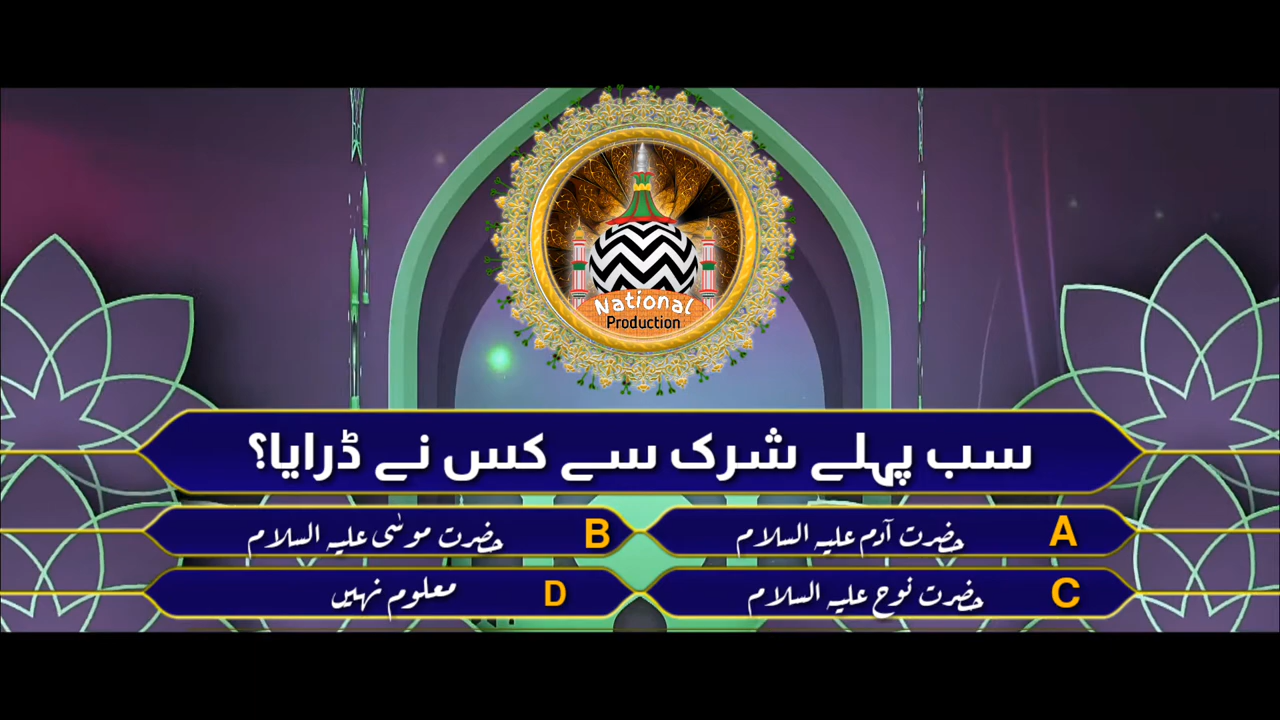 National
Production
سب پہلے شرک سے کس نے ڈرایا؟
A حضرت آدم علیہ السلام
B حضرت موسٰی علیہ السلام
C حضرت نوح علیہ السلام
D معلوم نہیں